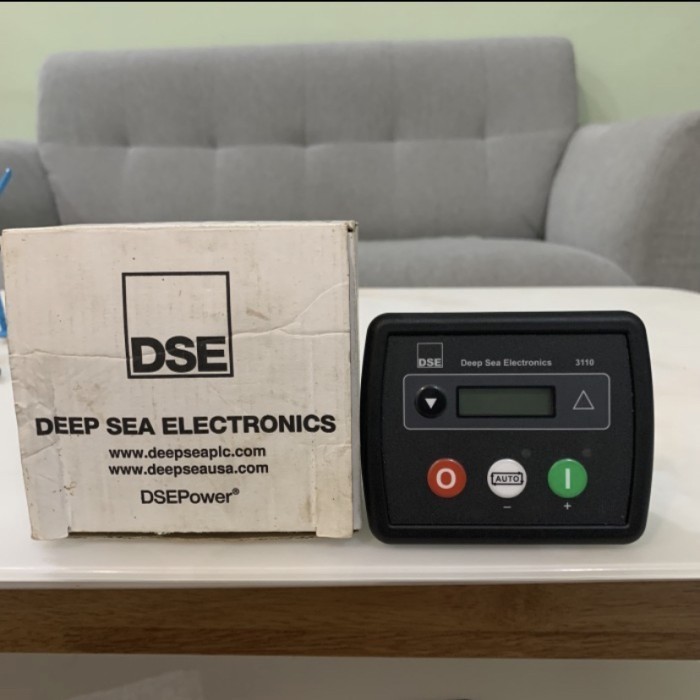 DSE
DEEP SEA ELECTRONICS
www.deepseaplc.com
www.deepseausa.com
DSEPower®
DSE Deep Sea Electronics 3110
O AUTO I
− +